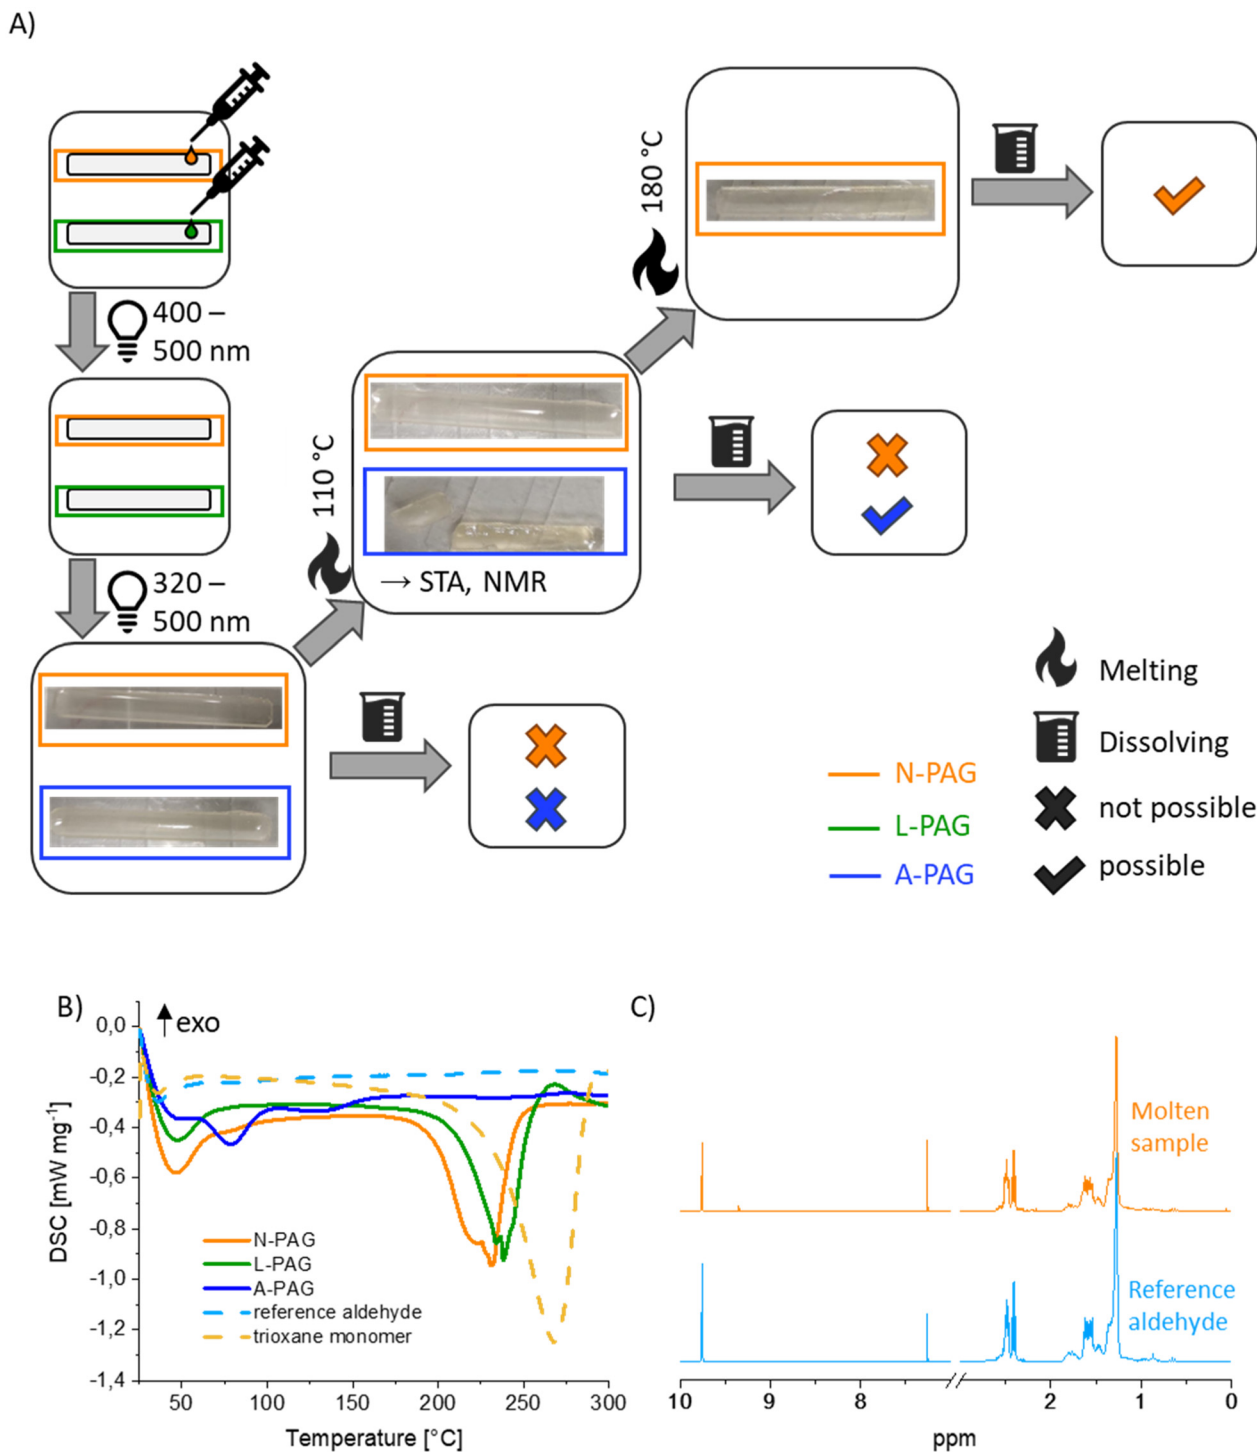 A)
400 –
500 nm
320 –
500 nm
110 °C
→ STA, NMR
180 °C
Melting
Dissolving
not possible
possible
N-PAG
L-PAG
A-PAG
B)
exo
0,0
-0,2
-0,4
-0,6
-0,8
-1,0
-1,2
-1,4
DSC [mW mg-1]
N-PAG
L-PAG
A-PAG
reference aldehyde
trioxane monomer
50 100 150 200 250 300
Temperature [°C]
C)
Molten
sample
Reference
aldehyde
10 9 8 2 1 0
ppm